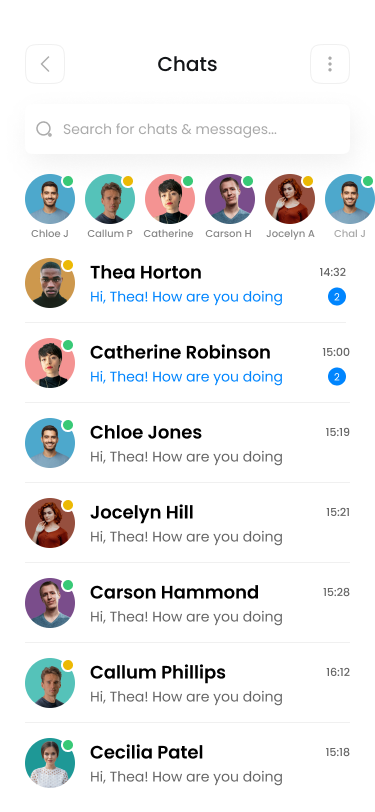 Chats
Search for chats & messages...
Chloe J
Callum P
Catherine
Carson H
Jocelyn A
Chal J
Thea Horton
14:32
Hi, Thea! How are you doing
2
Catherine Robinson
15:00
Hi, Thea! How are you doing
2
Chloe Jones
15:19
Hi, Thea! How are you doing
Jocelyn Hill
15:21
Hi, Thea! How are you doing
Carson Hammond
15:28
Hi, Thea! How are you doing
Callum Phillips
16:12
Hi, Thea! How are you doing
Cecilia Patel
15:18
Hi, Thea! How are you doing